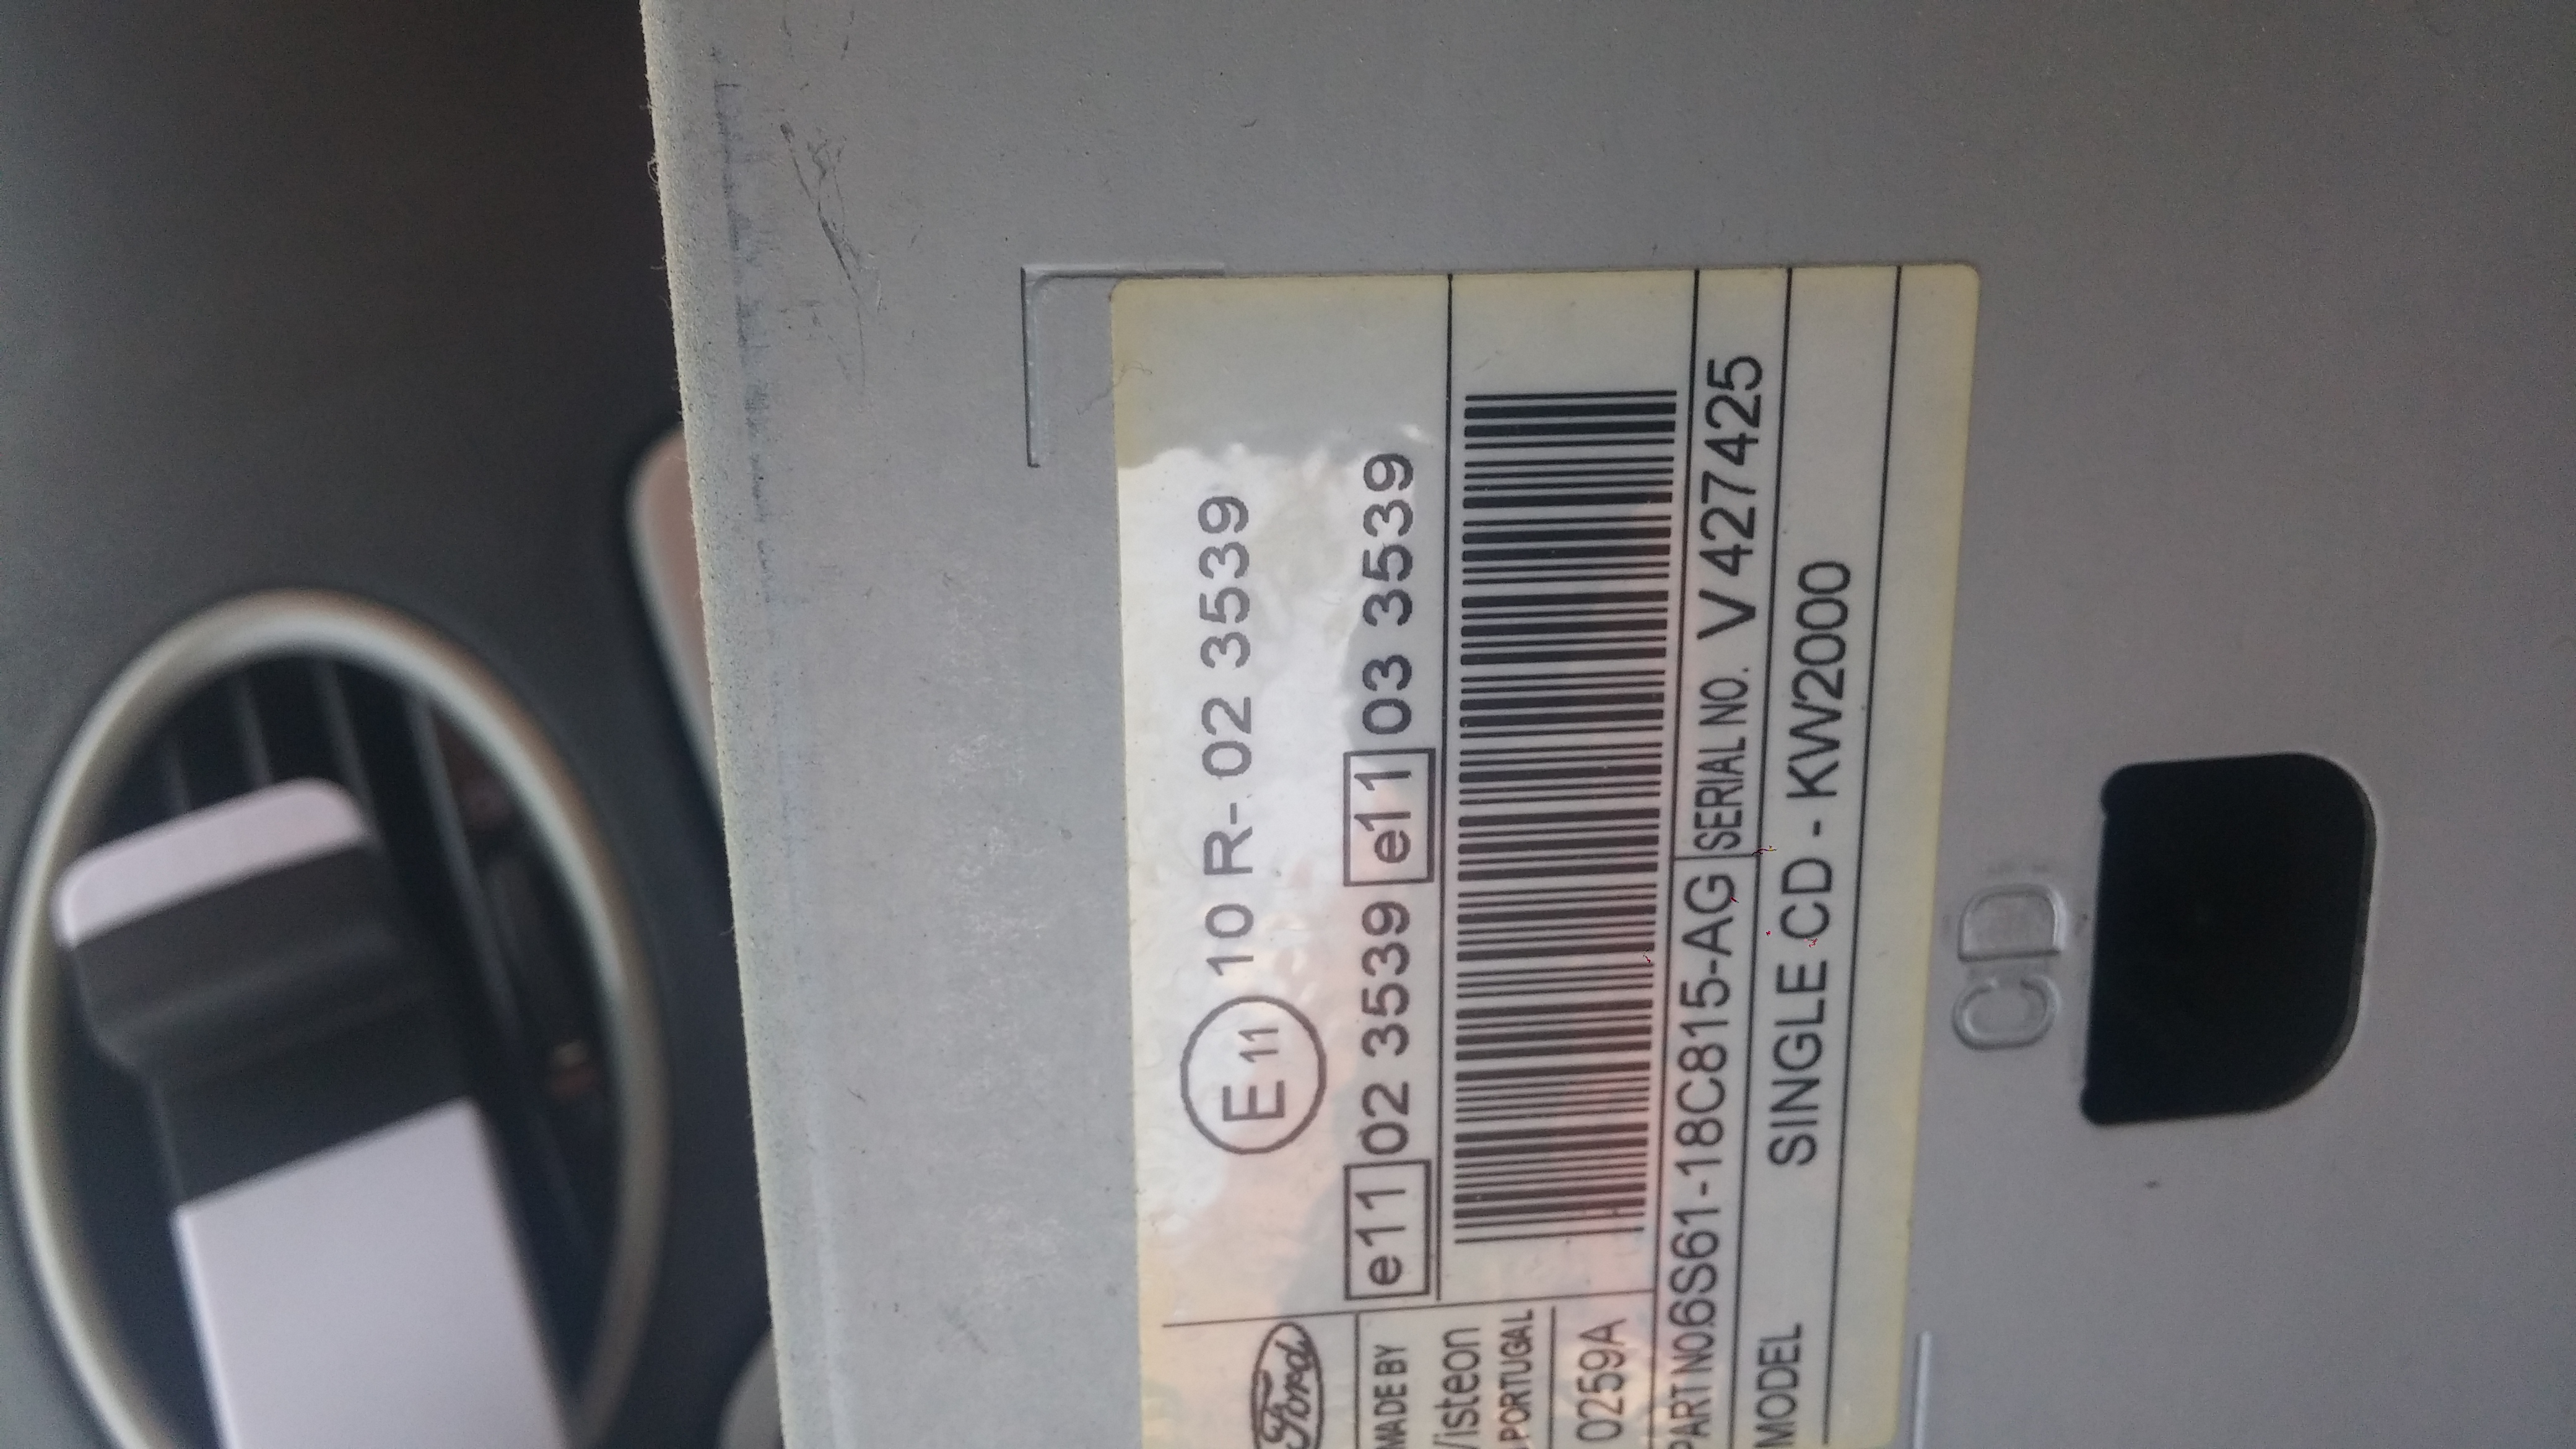 E 11 10 R- 02 3539
e11 02 3539 e11 03 3539
Ford
MADE BY
Visteon
PORTUGAL
0259A
PART NO. 6S61-18C815-AG SERIAL NO. V 427425
MODEL SINGLE CD - KW2000
CD